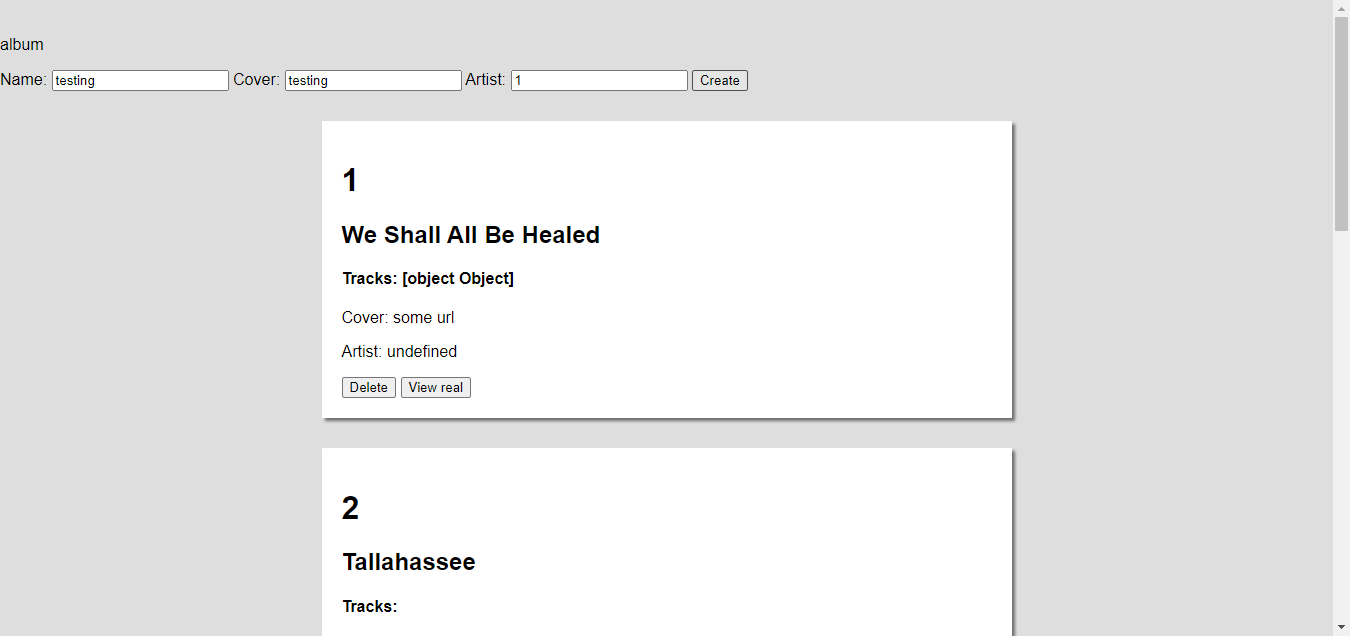 album
Name: testing Cover: testing Artist: 1 Create
1
We Shall All Be Healed
Tracks: [object Object]
Cover: some url
Artist: undefined
Delete View real
2
Tallahassee
Tracks: